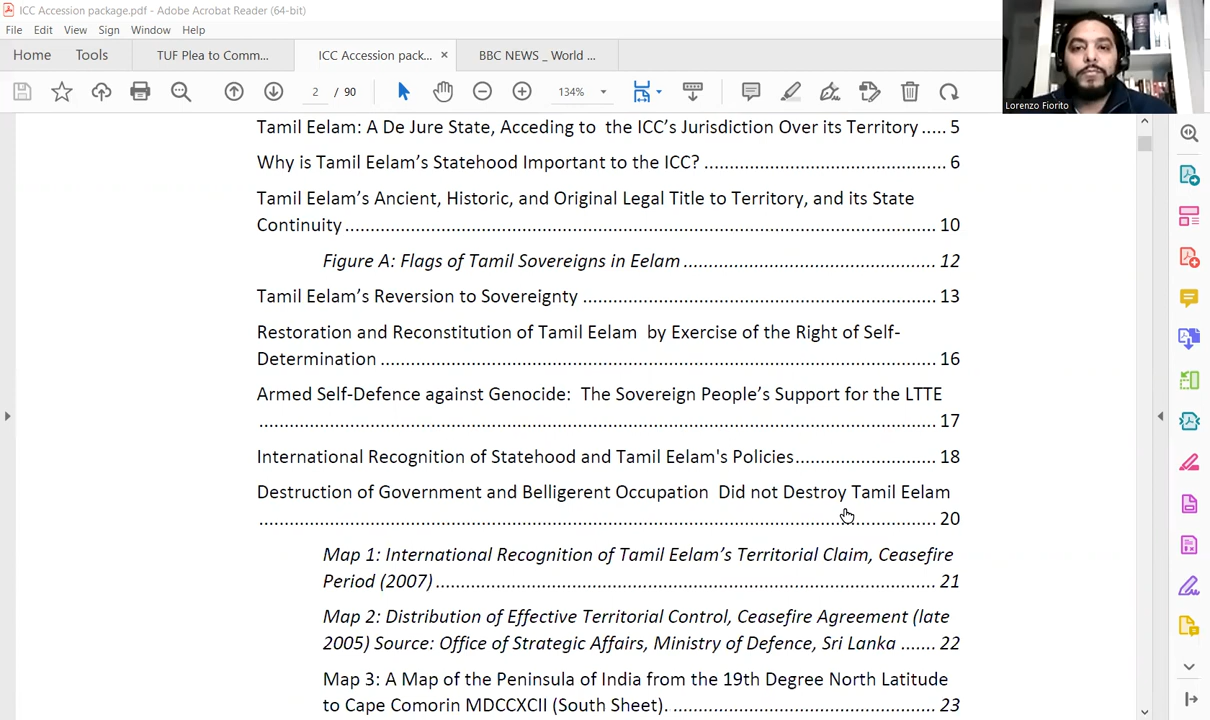 ICC Accession package.pdf - Adobe Acrobat Reader (64-bit)
File Edit View Sign Window Help
Home Tools TUF Plea to Comm... ICC Accession pack... × BBC NEWS _ World ...
2 / 90 134%
Lorenzo Fiorito
Tamil Eelam: A De Jure State, Acceding to the ICC's Jurisdiction Over its Territory ..... 5
Why is Tamil Eelam's Statehood Important to the ICC? ................................................ 6
Tamil Eelam's Ancient, Historic, and Original Legal Title to Territory, and its State
Continuity ........................................................................................................................ 10
Figure A: Flags of Tamil Sovereigns in Eelam ................................................... 12
Tamil Eelam's Reversion to Sovereignty ....................................................................... 13
Restoration and Reconstitution of Tamil Eelam by Exercise of the Right of Self-
Determination ................................................................................................................. 16
Armed Self-Defence against Genocide: The Sovereign People's Support for the LTTE
........................................................................................................................................ 17
International Recognition of Statehood and Tamil Eelam's Policies............................ 18
Destruction of Government and Belligerent Occupation Did not Destroy Tamil Eelam
........................................................................................................................................ 20
Map 1: International Recognition of Tamil Eelam's Territorial Claim, Ceasefire
Period (2007) .................................................................................................... 21
Map 2: Distribution of Effective Territorial Control, Ceasefire Agreement (late
2005) Source: Office of Strategic Affairs, Ministry of Defence, Sri Lanka ....... 22
Map 3: A Map of the Peninsula of India from the 19th Degree North Latitude
to Cape Comorin MDCCXCII (South Sheet). ..................................................... 23